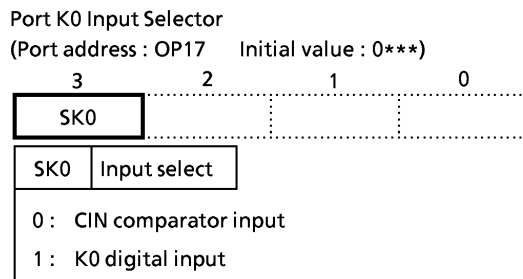 Port K0 Input Selector
(Port address : OP17 Initial value : 0***)
3 2 1 0
SK0
SK0 Input select
0 : CIN comparator input
1 : K0 digital input